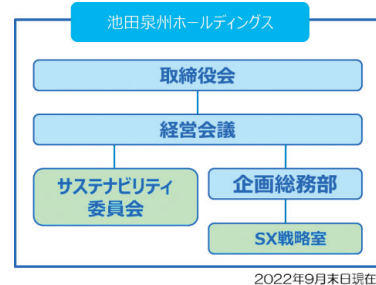 池田泉州ホールディングス
取締役会
経営会議
サステナビリティ
委員会
企画総務部
SX戦略室
2022年9月末日現在